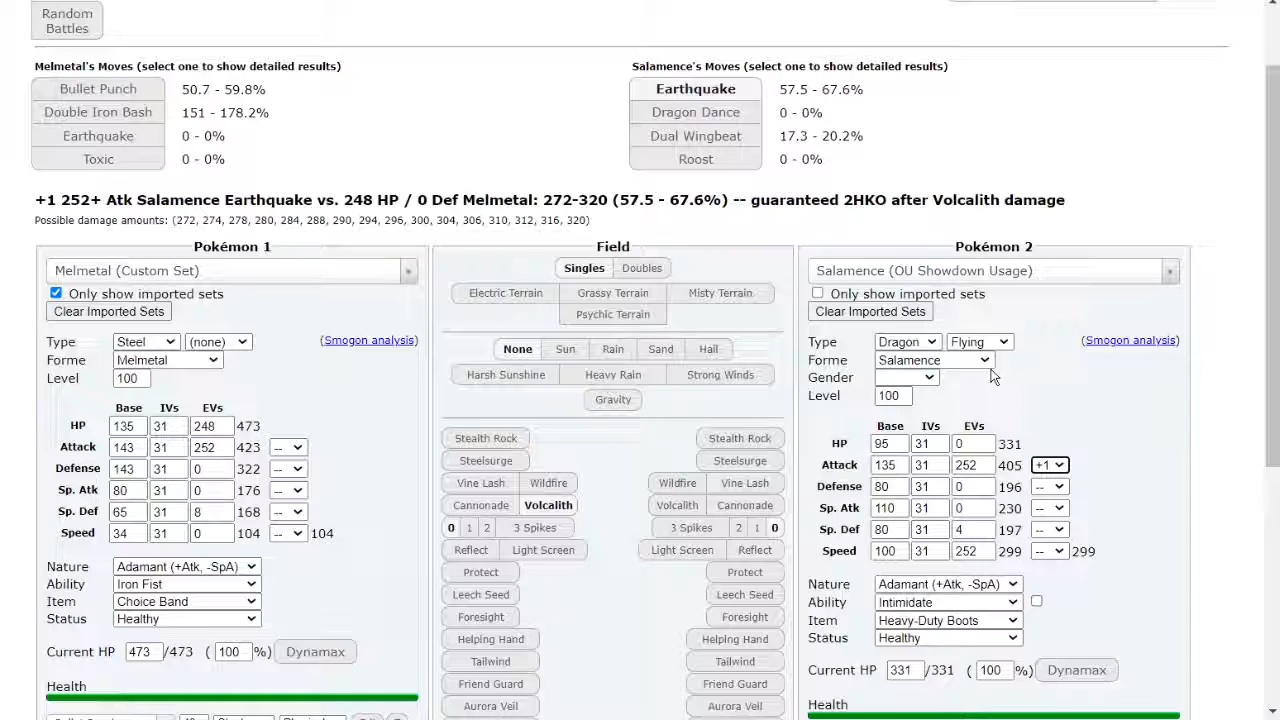 Random
Battles
Melmetal's Moves (select one to show detailed results)
Bullet Punch 50.7 - 59.8%
Double Iron Bash 151 - 178.2%
Earthquake 0 - 0%
Toxic 0 - 0%
Salamence's Moves (select one to show detailed results)
Earthquake 57.5 - 67.6%
Dragon Dance 0 - 0%
Dual Wingbeat 17.3 - 20.2%
Roost 0 - 0%
+1 252+ Atk Salamence Earthquake vs. 248 HP / 0 Def Melmetal: 272-320 (57.5 - 67.6%) -- guaranteed 2HKO after Volcalith damage
Possible damage amounts: (272, 274, 278, 280, 284, 288, 290, 294, 296, 300, 304, 306, 310, 312, 316, 320)
Pokémon 1
Melmetal (Custom Set)
Only show imported sets
Clear Imported Sets
Type Steel (none) (Smogon analysis)
Forme Melmetal
Level 100
Base IVs EVs
HP 135 31 248 473
Attack 143 31 252 423 --
Defense 143 31 0 322 --
Sp. Atk 80 31 0 176 --
Sp. Def 65 31 8 168 --
Speed 34 31 0 104 -- 104
Nature Adamant (+Atk, -SpA)
Ability Iron Fist
Item Choice Band
Status Healthy
Current HP 473/473 (100%) Dynamax
Health
Field
Singles Doubles
Electric Terrain Grassy Terrain Misty Terrain
Psychic Terrain
None Sun Rain Sand Hail
Harsh Sunshine Heavy Rain Strong Winds
Gravity
Stealth Rock Stealth Rock
Steelsurge Steelsurge
Vine Lash Wildfire Wildfire Vine Lash
Cannonade Volcalith Volcalith Cannonade
0 1 2 3 Spikes 3 Spikes 2 1 0
Reflect Light Screen Light Screen Reflect
Protect Protect
Leech Seed Leech Seed
Foresight Foresight
Helping Hand Helping Hand
Tailwind Tailwind
Friend Guard Friend Guard
Aurora Veil Aurora Veil
Pokémon 2
Salamence (OU Showdown Usage)
Only show imported sets
Clear Imported Sets
Type Dragon Flying (Smogon analysis)
Forme Salamence
Gender
Level 100
Base IVs EVs
HP 95 31 0 331
Attack 135 31 252 405 +1
Defense 80 31 0 196 --
Sp. Atk 110 31 0 230 --
Sp. Def 80 31 4 197 --
Speed 100 31 252 299 -- 299
Nature Adamant (+Atk, -SpA)
Ability Intimidate
Item Heavy-Duty Boots
Status Healthy
Current HP 331/331 (100%) Dynamax
Health